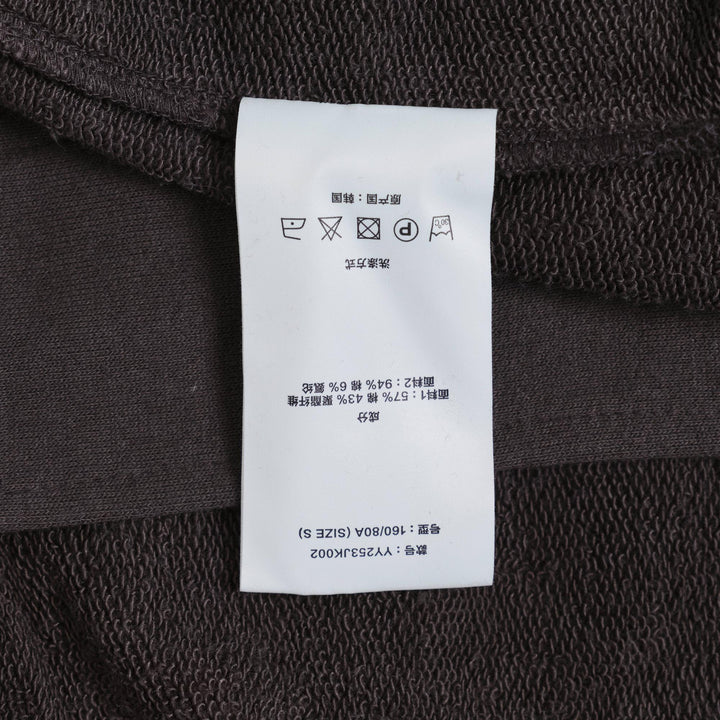 款号：YY253JK002
号型：160/80A (SIZE S)
成分
面料1：57% 棉 43% 聚酯纤维
面料2：94% 棉 6% 氨纶
洗涤方式
30℃ P
原产国：韩国